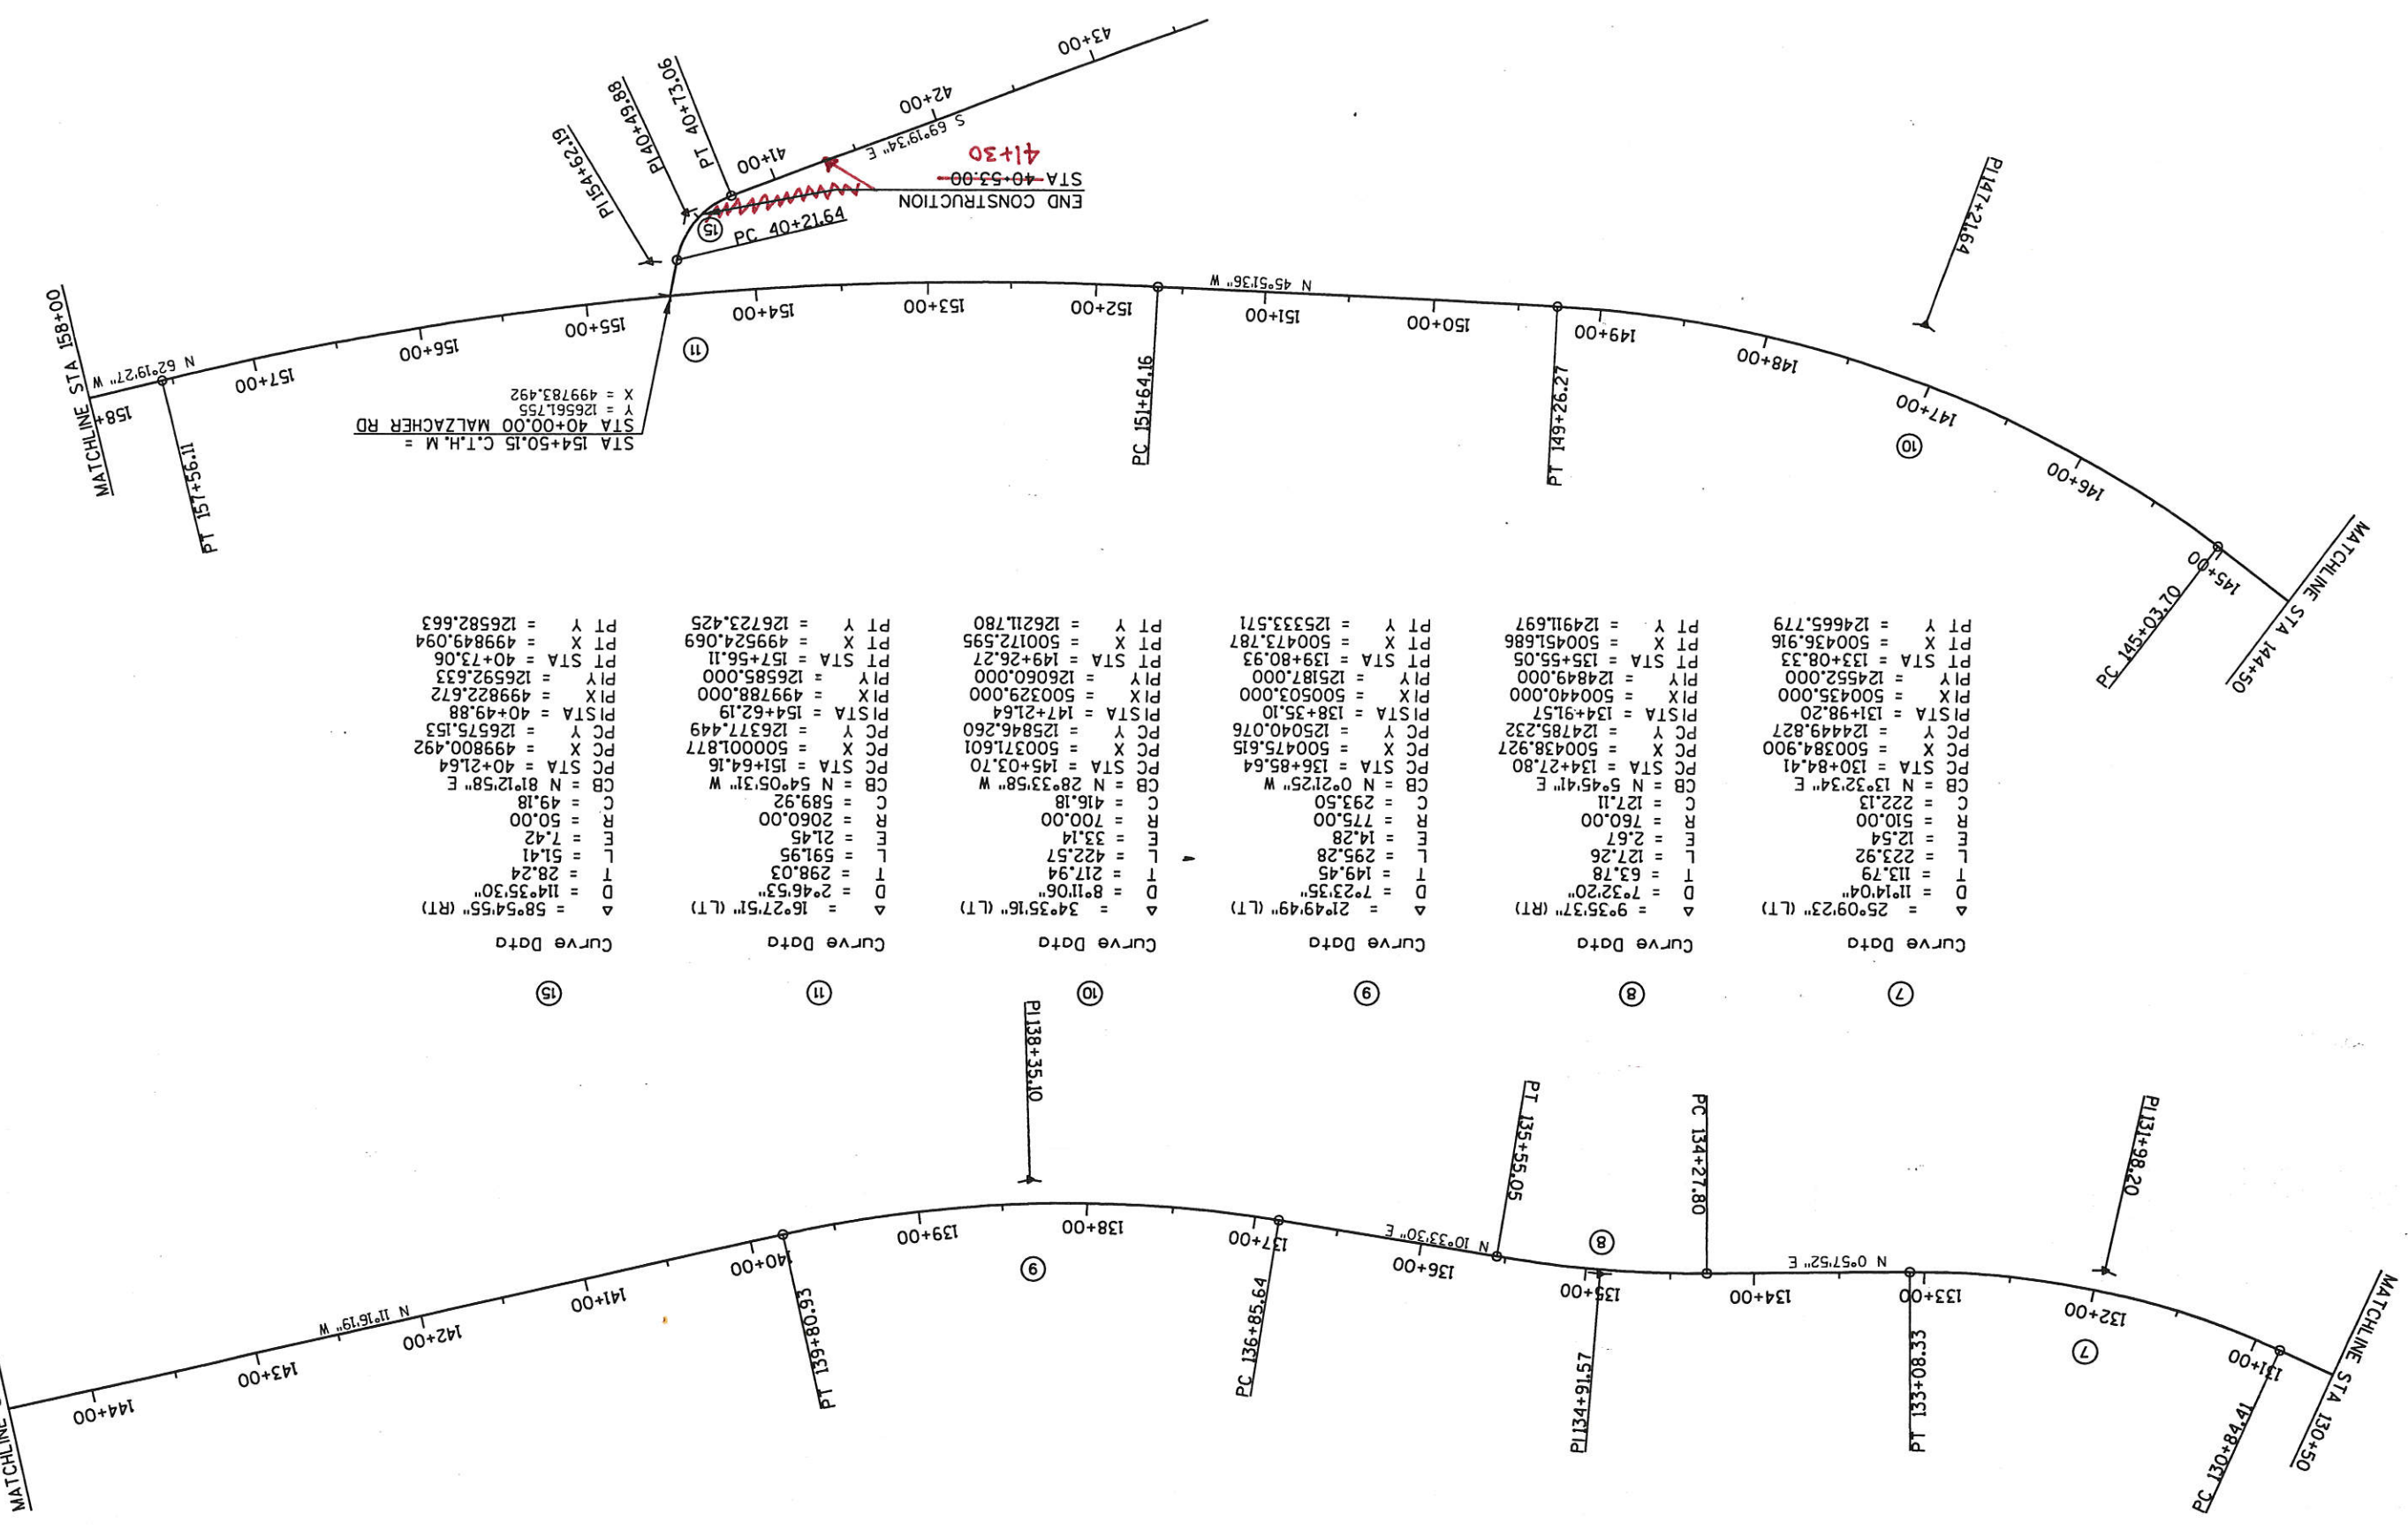 MATCHLINE STA 130+50
PC 130+84.41
131+00
7
132+00
PI 131+98.20
PT 133+08.33
133+00
N 0°57'52" E
134+00
PC 134+27.80
PI 134+91.57
135+00
8
PT 135+55.05
N 10°33'30" E
136+00
PC 136+85.64
137+00
138+00
9
PI 138+35.10
139+00
PT 139+80.93
140+00
141+00
N 11°16'19" W
142+00
143+00
144+00
MATCHLINE
7
Curve Data
Δ = 25°09'23" (LT)
D = 11°14'04"
T = 113.79
L = 223.92
E = 12.54
R = 510.00
C = 222.13
CB = N 13°32'34" E
PC STA = 130+84.41
PC X = 500384.900
PC Y = 124449.827
PI STA = 131+98.20
PIX = 500435.000
PIY = 124552.000
PT STA = 133+08.33
PT X = 500436.916
PT Y = 124665.779
8
Curve Data
Δ = 9°35'37" (RT)
D = 7°32'20"
T = 63.78
L = 127.26
E = 2.67
R = 760.00
C = 127.11
CB = N 5°45'41" E
PC STA = 134+27.80
PC X = 500438.927
PC Y = 124785.232
PI STA = 134+91.57
PIX = 500440.000
PIY = 124849.000
PT STA = 135+55.05
PT X = 500451.686
PT Y = 124911.697
9
Curve Data
Δ = 21°49'49" (LT)
D = 7°23'35"
T = 149.45
L = 295.28
E = 14.28
R = 775.00
C = 293.50
CB = N 0°21'25" W
PC STA = 136+85.64
PC X = 500475.615
PC Y = 125040.076
PI STA = 138+35.10
PIX = 500503.000
PIY = 125187.000
PT STA = 139+80.93
PT X = 500473.787
PT Y = 125333.571
10
Curve Data
Δ = 34°35'16" (LT)
D = 8°11'06"
T = 217.94
L = 422.57
E = 33.14
R = 700.00
C = 416.18
CB = N 28°33'58" W
PC STA = 145+03.70
PC X = 500371.601
PC Y = 125846.260
PI STA = 147+21.64
PIX = 500329.000
PIY = 126060.000
PT STA = 149+26.27
PT X = 500172.595
PT Y = 126211.780
11
Curve Data
Δ = 16°27'51" (LT)
D = 2°46'53"
T = 298.03
L = 591.95
E = 21.45
R = 2060.00
C = 589.92
CB = N 54°05'31" W
PC STA = 151+64.16
PC X = 500001.877
PC Y = 126377.449
PI STA = 154+62.19
PIX = 499788.000
PIY = 126585.000
PT STA = 157+56.11
PT X = 499524.069
PT Y = 126723.425
15
Curve Data
Δ = 58°54'55" (RT)
D = 114°35'30"
T = 28.24
L = 51.41
E = 7.42
R = 50.00
C = 49.18
CB = N 81°12'58" E
PC STA = 40+21.64
PC X = 499800.492
PC Y = 126575.153
PI STA = 40+49.88
PIX = 499822.672
PIY = 126592.633
PT STA = 40+73.06
PT X = 499849.094
PT Y = 126582.663
MATCHLINE STA 144+50
PC 145+03.70
145+00
146+00
10
147+00
PI 147+21.64
148+00
149+00
PT 149+26.27
150+00
151+00
N 45°51'36" W
PC 151+64.16
152+00
153+00
154+00
11
STA 154+50.15 C.T.H. M =
STA 40+00.00 MALZACHER RD
Y = 126561.755
X = 499783.492
155+00
156+00
157+00
PT 157+56.11
N 62°19'27" W
158+
MATCHLINE STA 158+00
PC 40+21.64
15
END CONSTRUCTION
STA 40+53.00
41+30
PI 154+62.19
PI 40+49.88
PT 40+73.06
41+00
S 69°19'34" E
42+00
43+00